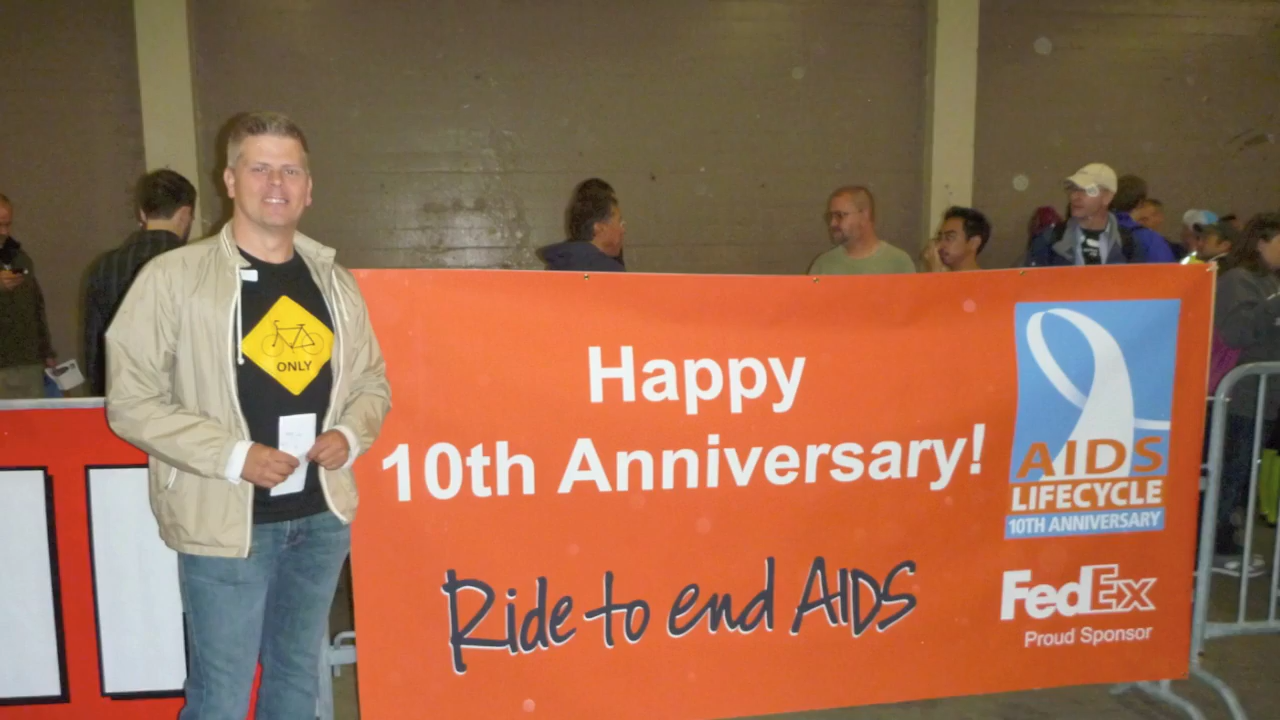 ONLY
Happy
10th Anniversary!
Ride to end AIDS
AIDS
LIFECYCLE
10TH ANNIVERSARY
FedEx
Proud Sponsor